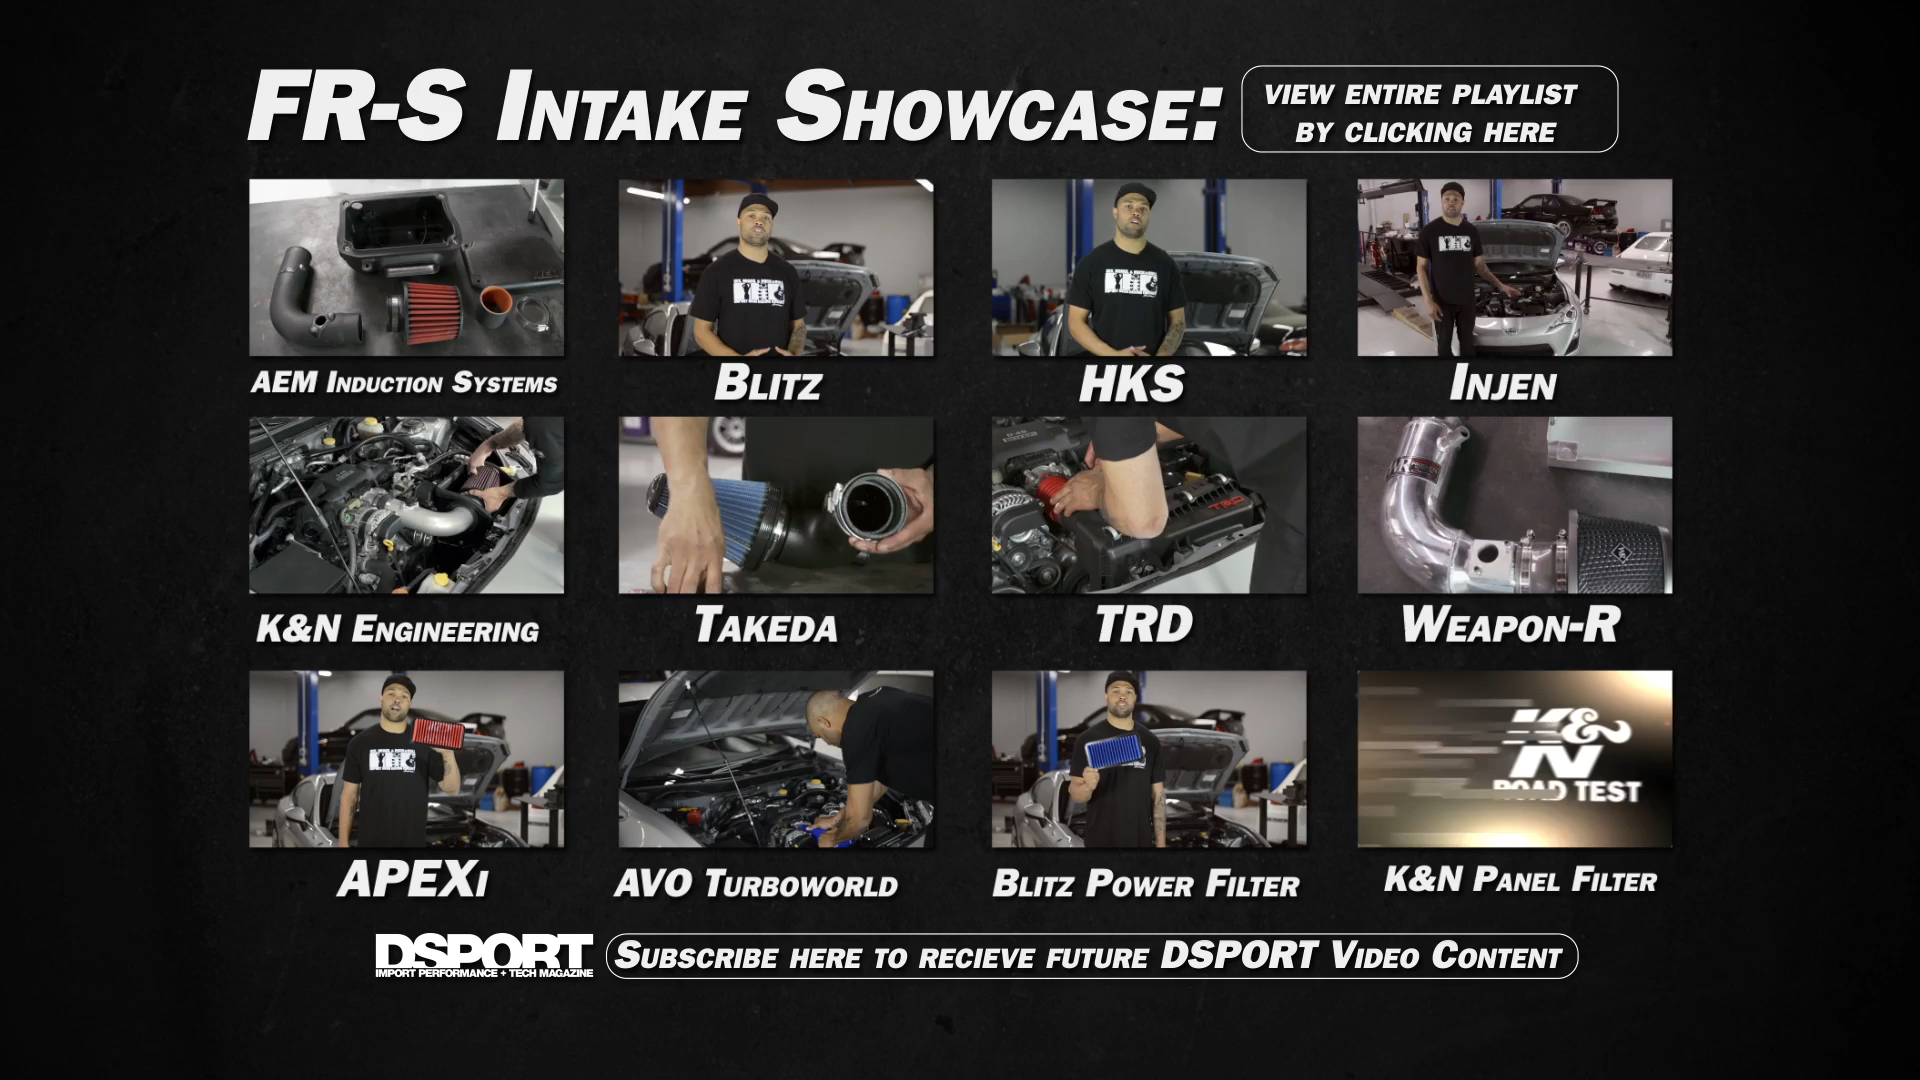 FR-S Intake Showcase:
VIEW ENTIRE PLAYLIST
BY CLICKING HERE
AEM Induction Systems
Blitz
HKS
Injen
K&N Engineering
Takeda
TRD
TRD
Weapon-R
K&N
ROAD TEST
APEXi
AVO Turboworld
Blitz Power Filter
K&N Panel Filter
DSPORT
IMPORT PERFORMANCE + TECH MAGAZINE
Subscribe here to recieve future DSPORT Video Content